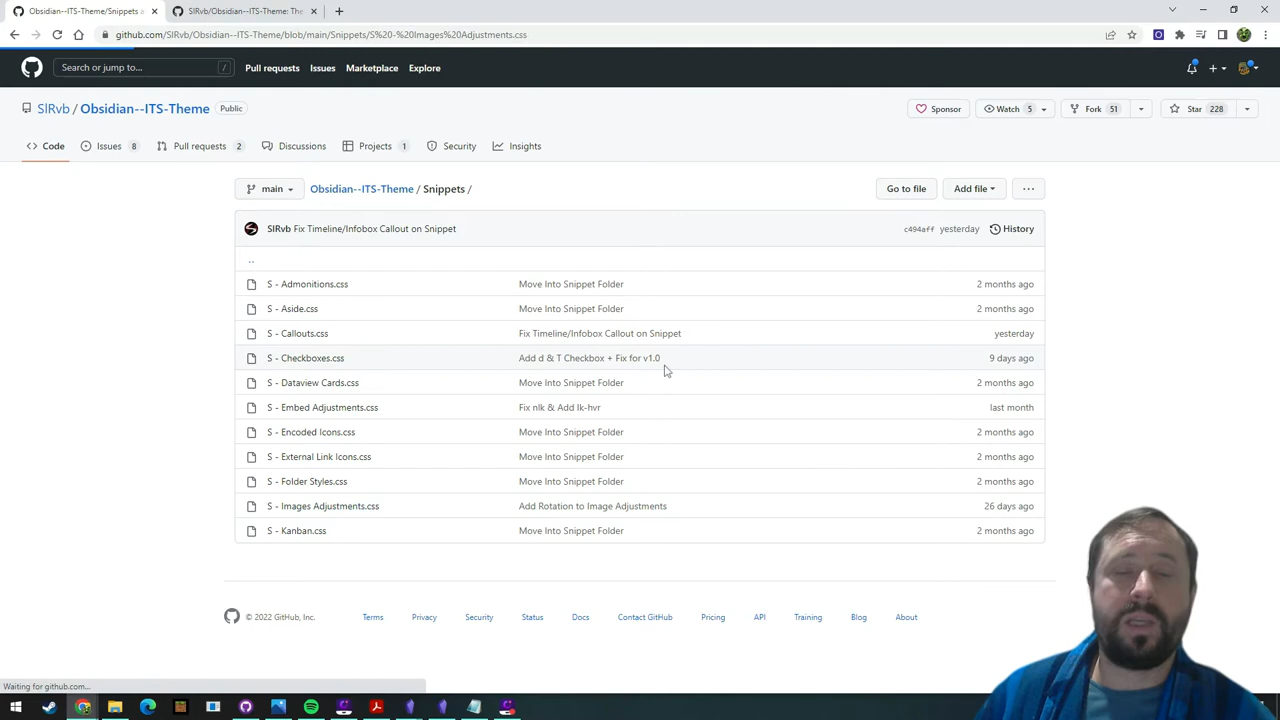 Obsidian--ITS-Theme/Snippets a
SlRvb/Obsidian--ITS-Theme: The
github.com/SlRvb/Obsidian--ITS-Theme/blob/main/Snippets/S%20-%20Images%20Adjustments.css
Search or jump to...
/
Pull requests
Issues
Marketplace
Explore
SlRvb / Obsidian--ITS-Theme
Public
Sponsor
Watch 5
Fork 51
Star 228
Code
Issues 8
Pull requests 2
Discussions
Projects 1
Security
Insights
main
Obsidian--ITS-Theme / Snippets /
Go to file
Add file
SlRvb Fix Timeline/Infobox Callout on Snippet
c494aff yesterday
History
..
S - Admonitions.css Move Into Snippet Folder 2 months ago
S - Aside.css Move Into Snippet Folder 2 months ago
S - Callouts.css Fix Timeline/Infobox Callout on Snippet yesterday
S - Checkboxes.css Add d & T Checkbox + Fix for v1.0 9 days ago
S - Dataview Cards.css Move Into Snippet Folder 2 months ago
S - Embed Adjustments.css Fix nlk & Add lk-hvr last month
S - Encoded Icons.css Move Into Snippet Folder 2 months ago
S - External Link Icons.css Move Into Snippet Folder 2 months ago
S - Folder Styles.css Move Into Snippet Folder 2 months ago
S - Images Adjustments.css Add Rotation to Image Adjustments 26 days ago
S - Kanban.css Move Into Snippet Folder 2 months ago
© 2022 GitHub, Inc.
Terms
Privacy
Security
Status
Docs
Contact GitHub
Pricing
API
Training
Blog
About
Waiting for github.com...